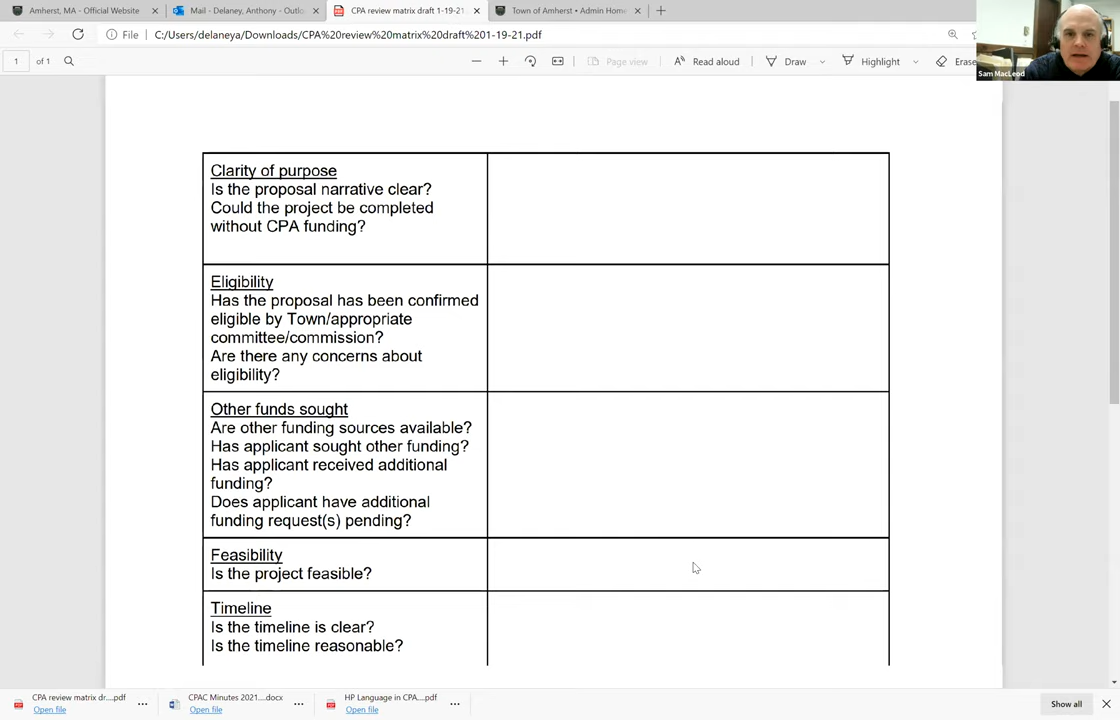 Amherst, MA - Official Website
Mail - Delaney, Anthony - Outlo
CPA review matrix draft 1-19-21.
Town of Amherst • Admin Home
File C:/Users/delaneya/Downloads/CPA%20review%20matrix%20draft%201-19-21.pdf
1 of 1
Page view
Read aloud
Draw
Highlight
Erase
Sam MacLeod
Clarity of purpose
Is the proposal narrative clear?
Could the project be completed
without CPA funding?
Eligibility
Has the proposal has been confirmed
eligible by Town/appropriate
committee/commission?
Are there any concerns about
eligibility?
Other funds sought
Are other funding sources available?
Has applicant sought other funding?
Has applicant received additional
funding?
Does applicant have additional
funding request(s) pending?
Feasibility
Is the project feasible?
Timeline
Is the timeline is clear?
Is the timeline reasonable?
CPA review matrix dr....pdf
Open file
CPAC Minutes 2021....docx
Open file
HP Language in CPA....pdf
Open file
Show all